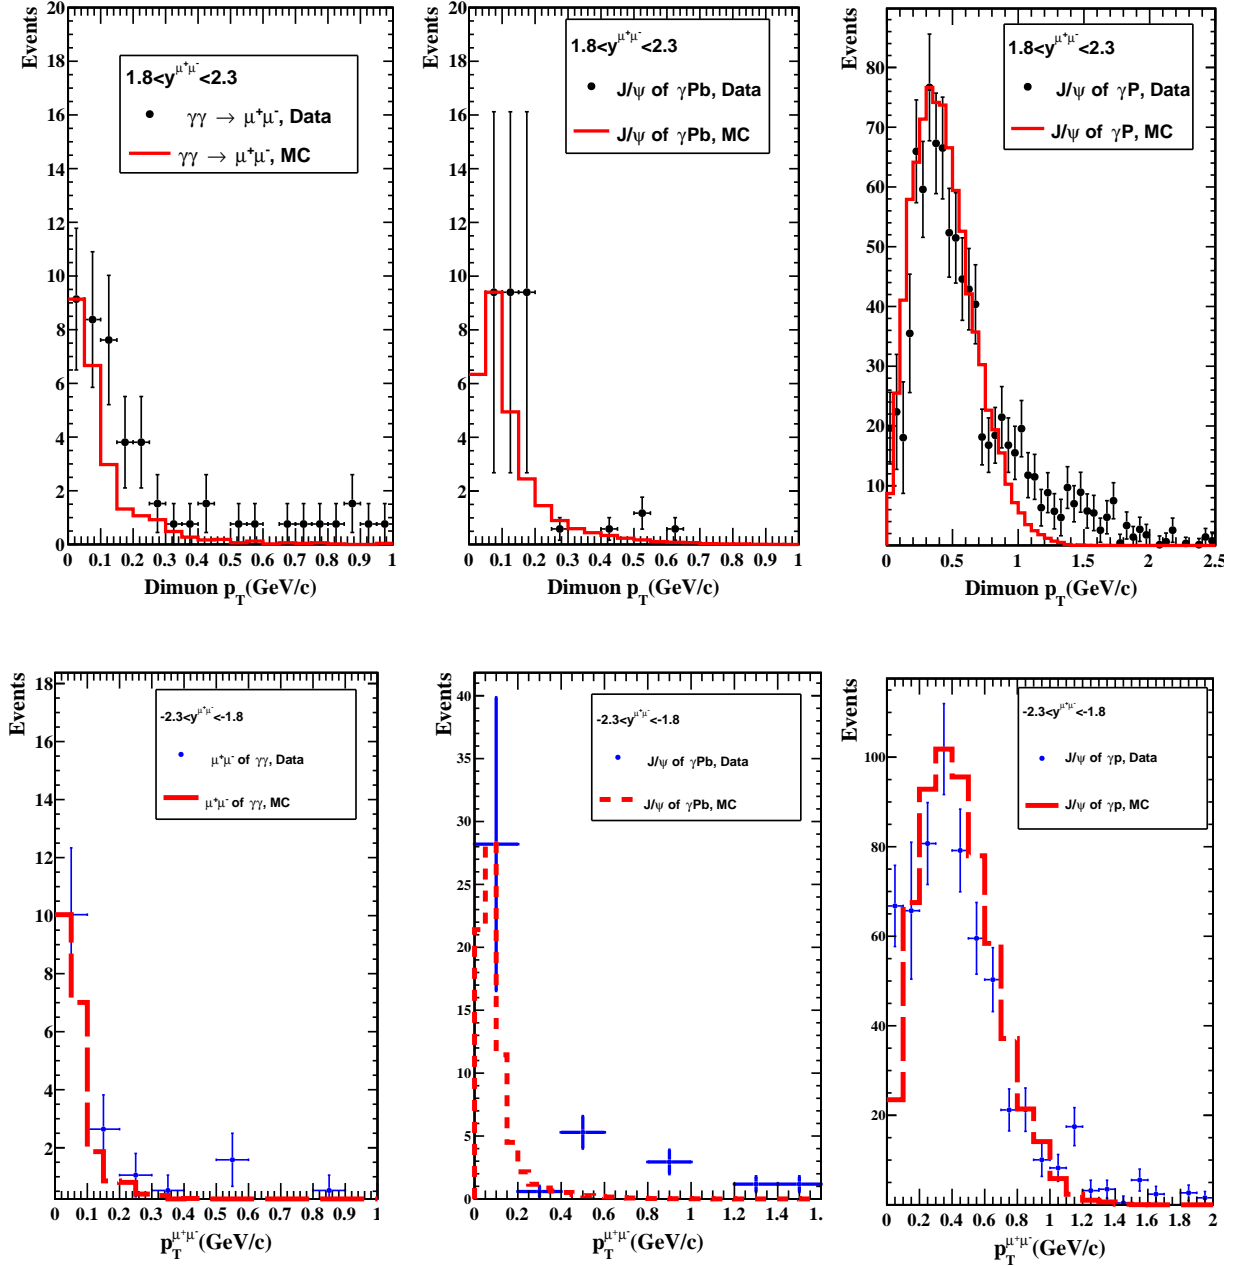 Events
20
18
16
14
12
10
8
6
4
2
0
1.8<y^μ⁺μ⁻<2.3
γγ → μ⁺μ⁻, Data
γγ → μ⁺μ⁻, MC
0 0.1 0.2 0.3 0.4 0.5 0.6 0.7 0.8 0.9 1
Dimuon p_T(GeV/c)
Events
20
18
16
14
12
10
8
6
4
2
0
1.8<y^μ⁺μ⁻<2.3
J/ψ of γPb, Data
J/ψ of γPb, MC
0 0.1 0.2 0.3 0.4 0.5 0.6 0.7 0.8 0.9 1
Dimuon p_T(GeV/c)
Events
80
70
60
50
40
30
20
10
1.8<y^μ⁺μ⁻<2.3
J/ψ of γP, Data
J/ψ of γP, MC
0 0.5 1 1.5 2 2.5
Dimuon p_T(GeV/c)
Events
18
16
14
12
10
8
6
4
2
-2.3<y^μ⁺μ⁻<-1.8
μ⁺μ⁻ of γγ, Data
μ⁺μ⁻ of γγ, MC
0 0.1 0.2 0.3 0.4 0.5 0.6 0.7 0.8 0.9 1
p_T^μ⁺μ⁻(GeV/c)
Events
40
35
30
25
20
15
10
5
0
-2.3<y^μ⁺μ⁻<-1.8
J/ψ of γPb, Data
J/ψ of γPb, MC
0 0.2 0.4 0.6 0.8 1 1.2 1.4 1.
p_T^μ⁺μ⁻(GeV/c)
Events
100
80
60
40
20
-2.3<y^μ⁺μ⁻<-1.8
J/ψ of γp, Data
J/ψ of γp, MC
0 0.2 0.4 0.6 0.8 1 1.2 1.4 1.6 1.8 2
p_T^μ⁺μ⁻(GeV/c)